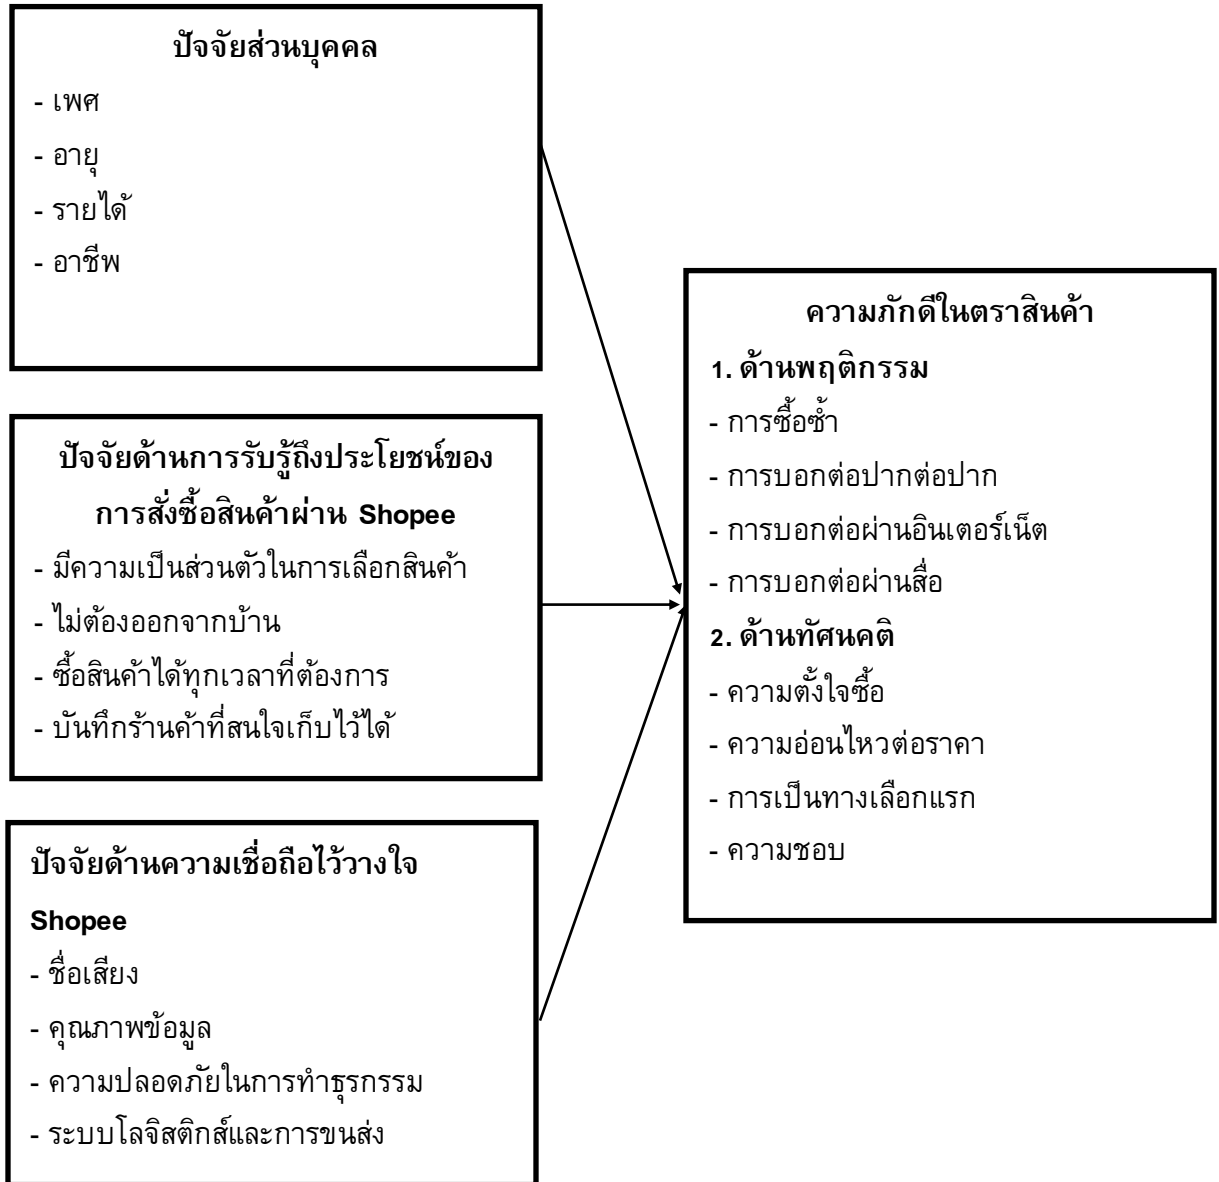 ปัจจัยส่วนบุคคล
- เพศ
- อายุ
- รายได้
- อาชีพ
ปัจจัยด้านการรับรู้ถึงประโยชน์ของ
การสั่งซื้อสินค้าผ่าน Shopee
- มีความเป็นส่วนตัวในการเลือกสินค้า
- ไม่ต้องออกจากบ้าน
- ซื้อสินค้าได้ทุกเวลาที่ต้องการ
- บันทึกร้านค้าที่สนใจเก็บไว้ได้
ปัจจัยด้านความเชื่อถือไว้วางใจ
Shopee
- ชื่อเสียง
- คุณภาพข้อมูล
- ความปลอดภัยในการทำธุรกรรม
- ระบบโลจิสติกส์และการขนส่ง
ความภักดีในตราสินค้า
1. ด้านพฤติกรรม
- การซื้อซ้ำ
- การบอกต่อปากต่อปาก
- การบอกต่อผ่านอินเตอร์เน็ต
- การบอกต่อผ่านสื่อ
2. ด้านทัศนคติ
- ความตั้งใจซื้อ
- ความอ่อนไหวต่อราคา
- การเป็นทางเลือกแรก
- ความชอบ